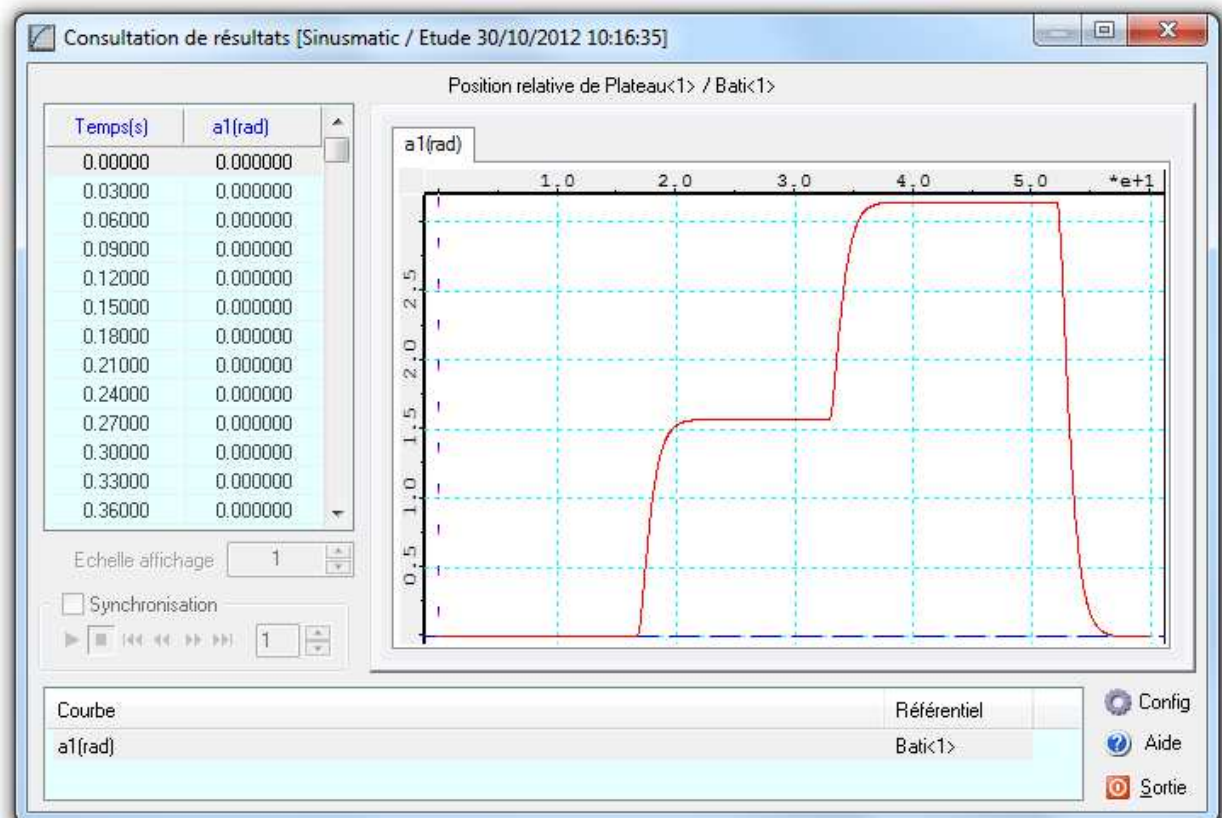 Consultation de résultats [Sinusmatic / Etude 30/10/2012 10:16:35]
Position relative de Plateau<1> / Bati<1>
Temps(s) a1(rad)
0.00000 0.000000
0.03000 0.000000
0.06000 0.000000
0.09000 0.000000
0.12000 0.000000
0.15000 0.000000
0.18000 0.000000
0.21000 0.000000
0.24000 0.000000
0.27000 0.000000
0.30000 0.000000
0.33000 0.000000
0.36000 0.000000
a1(rad)
1,0 2,0 3,0 4,0 5,0 *e+1
2,5
2,0
1,5
1,0
0,5
Echelle affichage 1
Synchronisation
1
Courbe Référentiel
a1(rad) Bati<1>
Config
Aide
Sortie